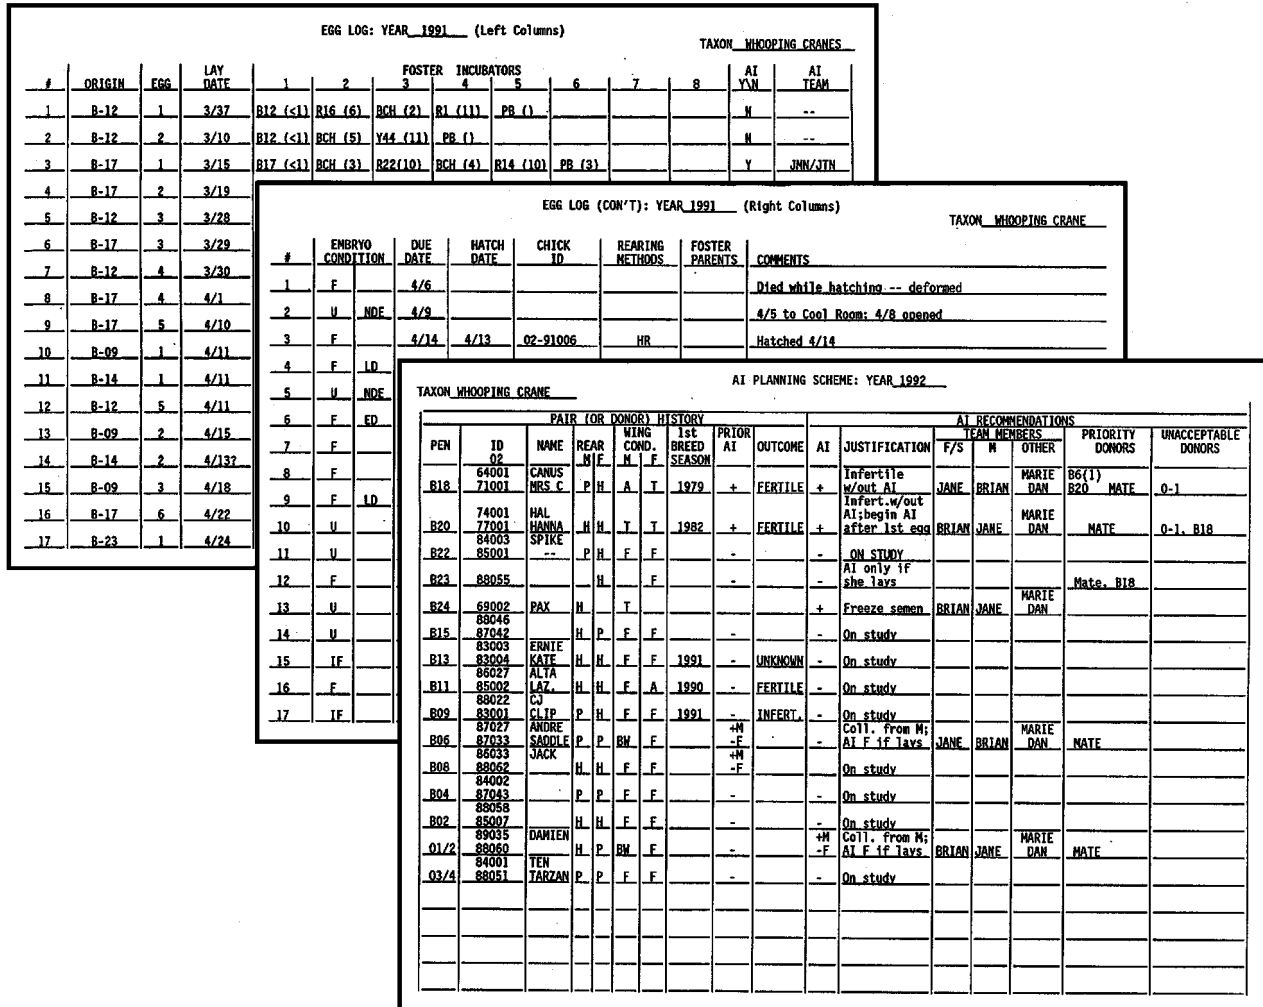 EGG LOG: YEAR 1991 (Left Columns)
TAXON WHOOPING CRANES
LAY FOSTER INCUBATORS AI AI
# ORIGIN EGG DATE 1 2 3 4 5 6 7 8 Y\N TEAM
1 B-12 1 3/37 B12 (<1) R16 (6) BCH (2) R1 (11) PB () N --
2 B-12 2 3/10 B12 (<1) BCH (5) Y44 (11) PB () N --
3 B-17 1 3/15 B17 (<1) BCH (3) R22(10) BCH (4) R14 (10) PB (3) Y JMN/JTN
4 B-17 2 3/19
5 B-12 3 3/28
6 B-17 3 3/29
7 B-12 4 3/30
8 B-17 4 4/1
9 B-17 5 4/10
10 B-09 1 4/11
11 B-14 1 4/11
12 B-12 5 4/11
13 B-09 2 4/15
14 B-14 2 4/13?
15 B-09 3 4/18
16 B-17 6 4/22
17 B-23 1 4/24
EGG LOG (CON'T): YEAR 1991 (Right Columns)
TAXON WHOOPING CRANE
EMBRYO DUE HATCH CHICK REARING FOSTER
# CONDITION DATE DATE ID METHODS PARENTS COMMENTS
1 F 4/6 Died while hatching -- deformed
2 U NDE 4/9 4/5 to Cool Room; 4/8 opened
3 F 4/14 4/13 02-91006 HR Hatched 4/14
4 F LD
5 U NDE
6 F ED
7 F
8 F
9 F LD
10 U
11 U
12 F
13 U
14 U
15 IF
16 F
17 IF
AI PLANNING SCHEME: YEAR 1992
TAXON WHOOPING CRANE
PAIR (OR DONOR) HISTORY AI RECOMMENDATIONS
WING 1st PRIOR TEAM MEMBERS PRIORITY UNACCEPTABLE
PEN ID NAME REAR COND. BREED AI OUTCOME AI JUSTIFICATION F/S M OTHER DONORS DONORS
02 M F M F SEASON
64001 CANUS Infertile MARIE B6(1)
B18 71001 MRS C P H A T 1979 + FERTILE + w/out AI JANE BRIAN DAN B20 MATE 0-1
Infert.w/out
74001 HAL AI;begin AI MARIE
B20 77001 HANNA H H T T 1982 + FERTILE + after 1st egg BRIAN JANE DAN MATE 0-1, B18
84003 SPIKE
B22 85001 -- P H F F - - ON STUDY
AI only if
B23 88055 H F - - she lays Mate, B18
MARIE
B24 69002 PAX H T + Freeze semen BRIAN JANE DAN
88046
B15 87042 H P F F - - On study
83003 ERNIE
B13 83004 KATE H H F F 1991 - UNKNOWN - On study
86027 ALTA
B11 85002 LAZ. H H F A 1990 - FERTILE - On study
88022 CJ
B09 83001 CLIP P H F F 1991 - INFERT. - On study
87027 ANDRE +M Coll. from M; MARIE
B06 87033 SADDLE P P BW F -F - AI F if lays JANE BRIAN DAN MATE
86033 JACK +M
B08 88062 H H F F -F On study
84002
B04 87043 P P F F - - On study
88058
B02 85007 H H F F - - On study
89035 DAMIEN +M Coll. from M; MARIE
01/2 88060 H P BW F - -F AI F if lays BRIAN JANE DAN MATE
84001 TEN
03/4 88051 TARZAN P P F F - - On study